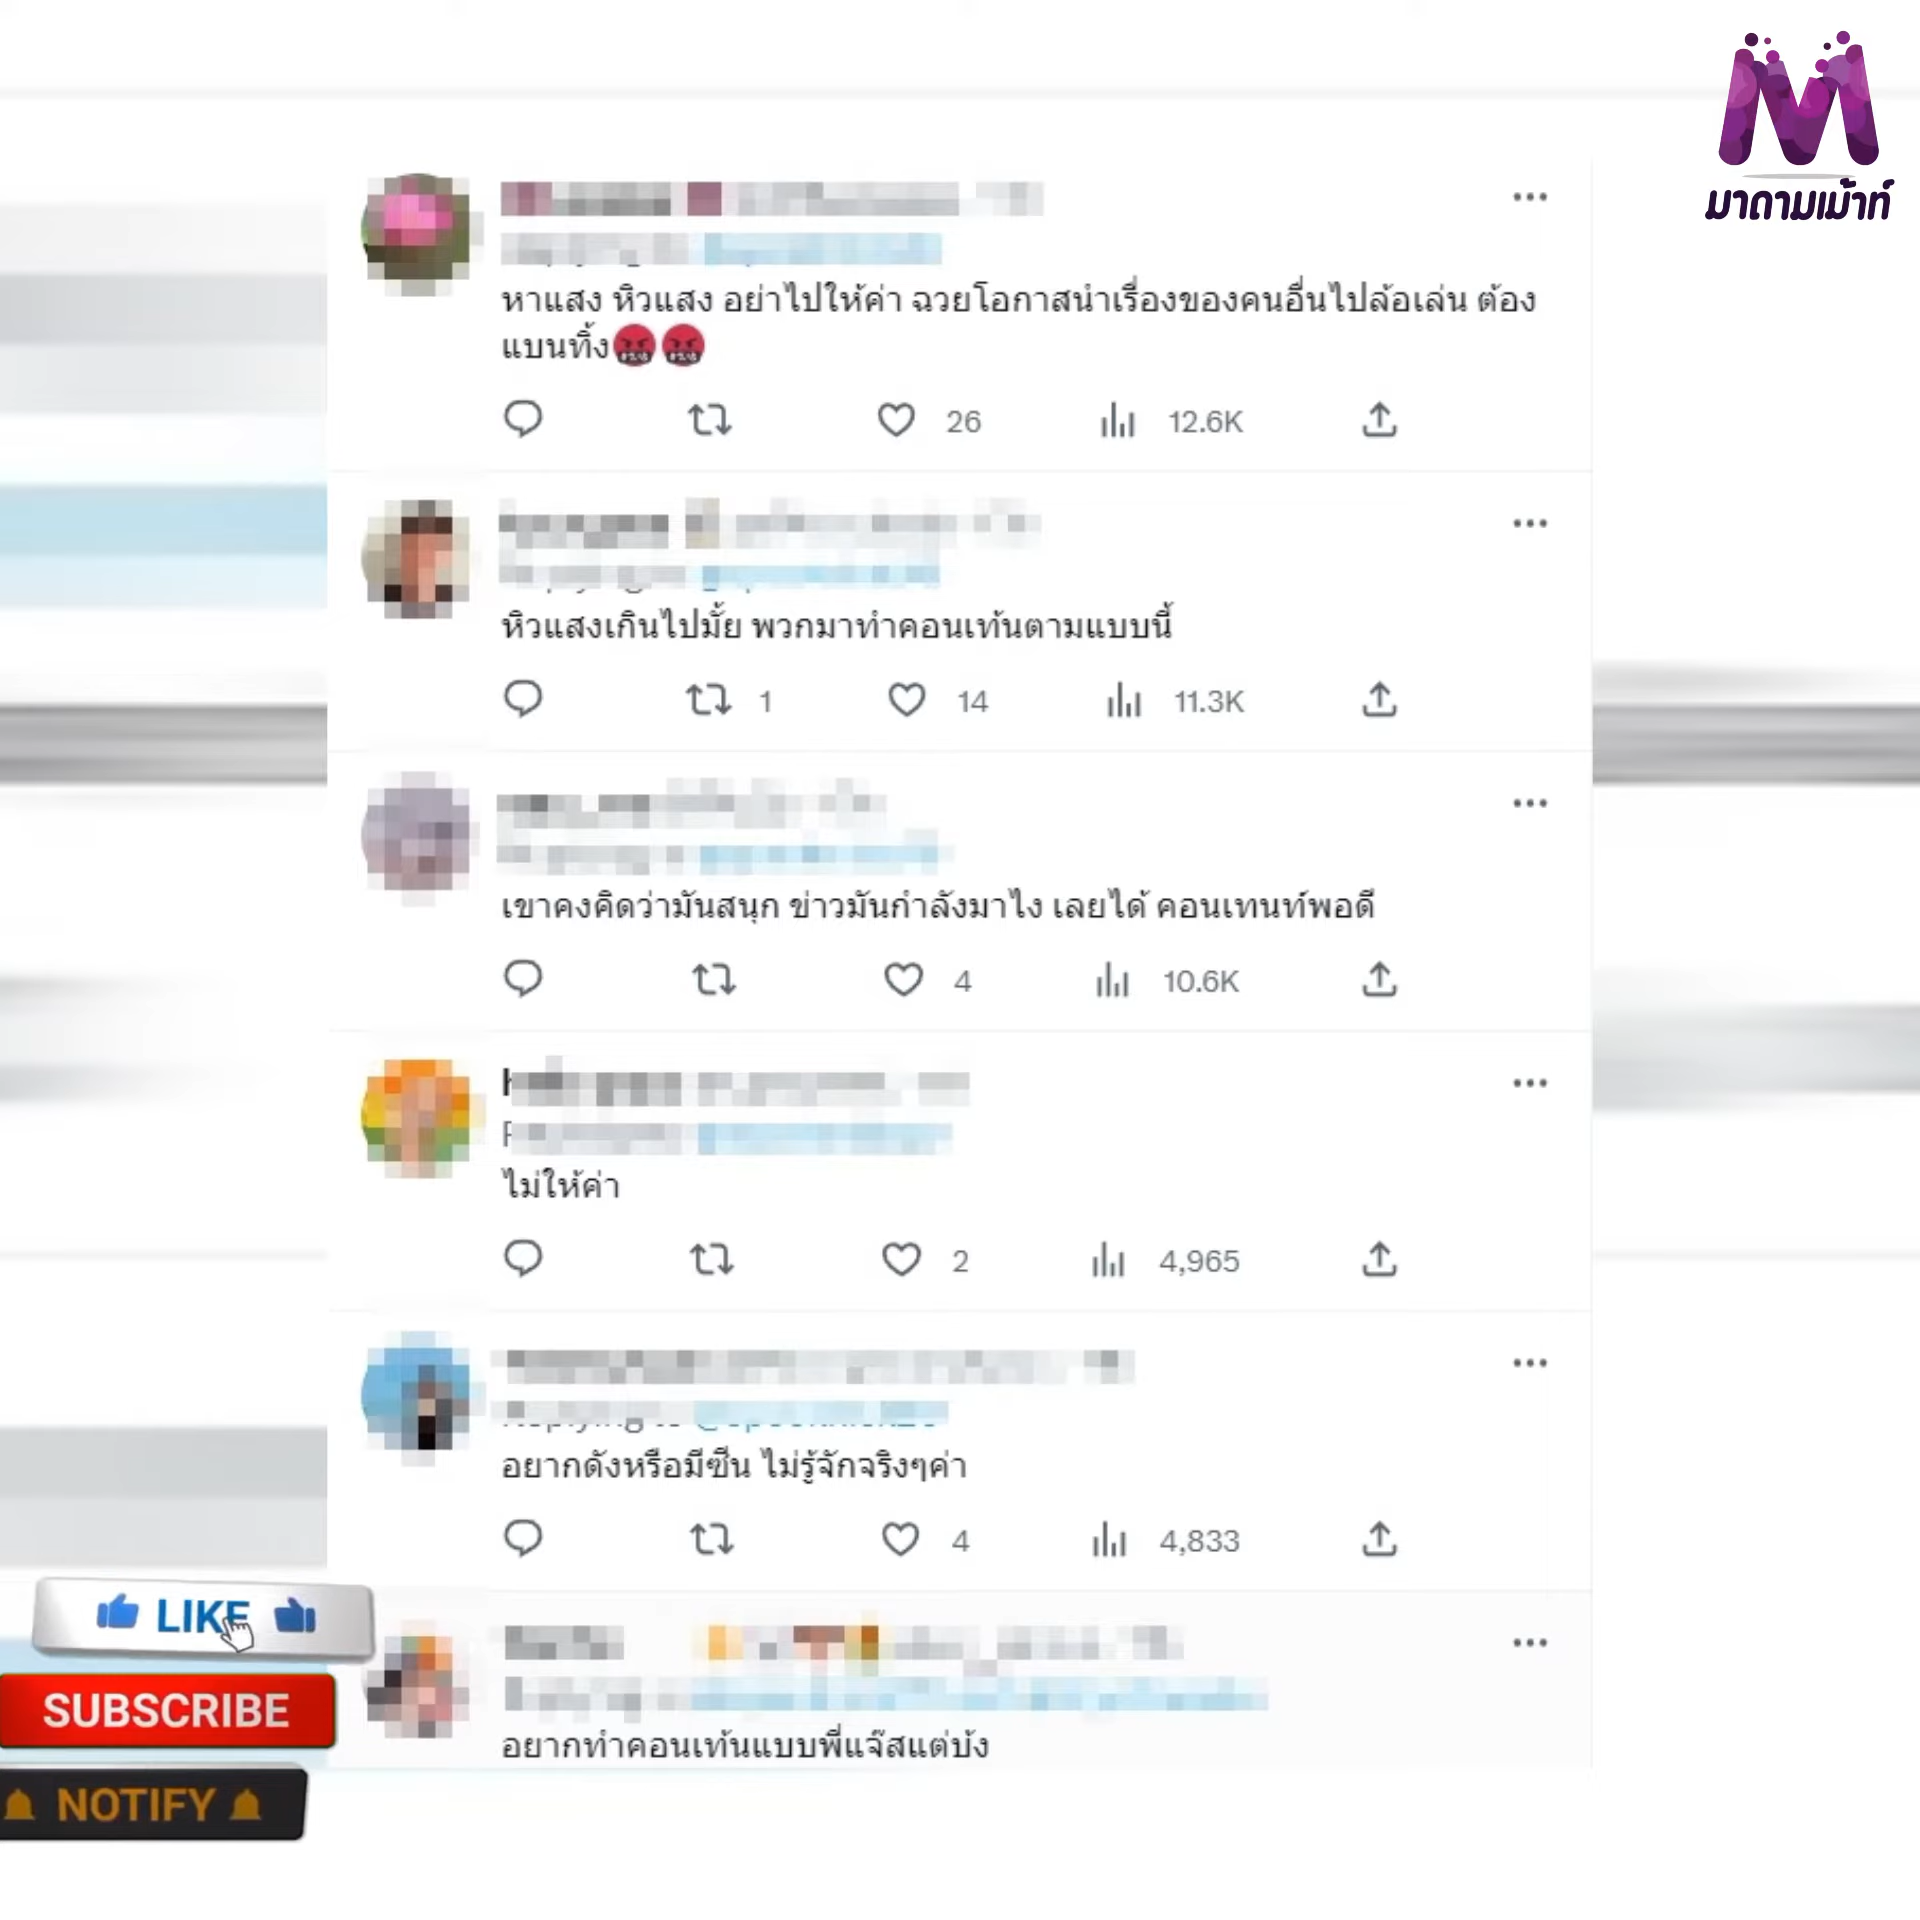 มาดามเม้าท์
หาแสง หิวแสง อย่าไปให้ค่า ฉวยโอกาสนำเรื่องของคนอื่นไปล้อเล่น ต้อง
แบนทิ้ง🤬🤬
26 12.6K
หิวแสงเกินไปมั้ย พวกมาทำคอนเท้นตามแบบนี้
1 14 11.3K
เขาคงคิดว่ามันสนุก ข่าวมันกำลังมาไง เลยได้ คอนเทนท์พอดี
4 10.6K
ไม่ให้ค่า
2 4,965
อยากดังหรือมีซีน ไม่รู้จักจริงๆค่า
4 4,833
อยากทำคอนเท้นแบบพี่แจ๊สแต่บ้ง
LIKE
SUBSCRIBE
NOTIFY